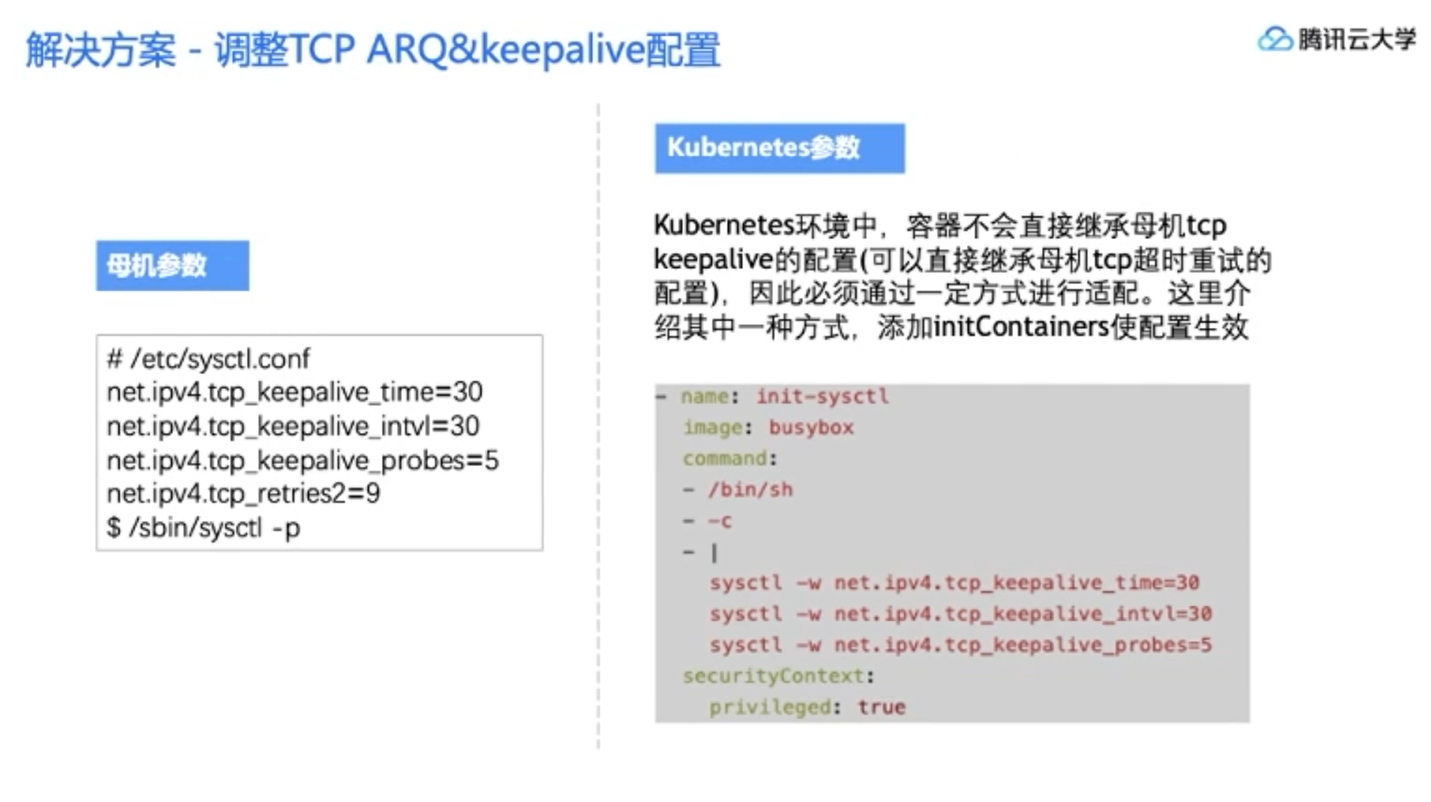 解决方案 - 调整TCP ARQ&keepalive配置
腾讯云大学
母机参数
# /etc/sysctl.conf
net.ipv4.tcp_keepalive_time=30
net.ipv4.tcp_keepalive_intvl=30
net.ipv4.tcp_keepalive_probes=5
net.ipv4.tcp_retries2=9
$ /sbin/sysctl -p
Kubernetes参数
Kubernetes环境中，容器不会直接继承母机tcp
keepalive的配置(可以直接继承母机tcp超时重试的
配置)，因此必须通过一定方式进行适配。这里介
绍其中一种方式，添加initContainers使配置生效
- name: init-sysctl
image: busybox
command:
- /bin/sh
- -c
- |
sysctl -w net.ipv4.tcp_keepalive_time=30
sysctl -w net.ipv4.tcp_keepalive_intvl=30
sysctl -w net.ipv4.tcp_keepalive_probes=5
securityContext:
privileged: true